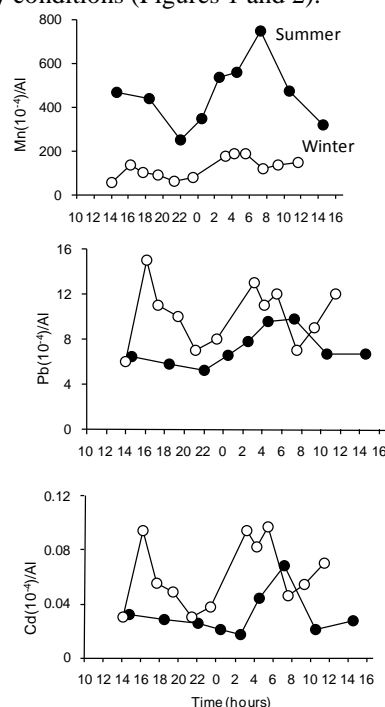 y conditions (Figures 1 and 2).
800
600
400
200
0
Mn(10⁻⁴)/Al
Summer
Winter
10 12 14 16 18 20 22 0 2 4 6 8 10 12 14 16
16
12
8
4
0
Pb(10⁻⁴)/Al
10 12 14 16 18 20 22 0 2 4 6 8 10 12 14 16
0.12
0.08
0.04
0
Cd(10⁻⁴)/Al
10 12 14 16 18 20 22 0 2 4 6 8 10 12 14 16
Time(hours)